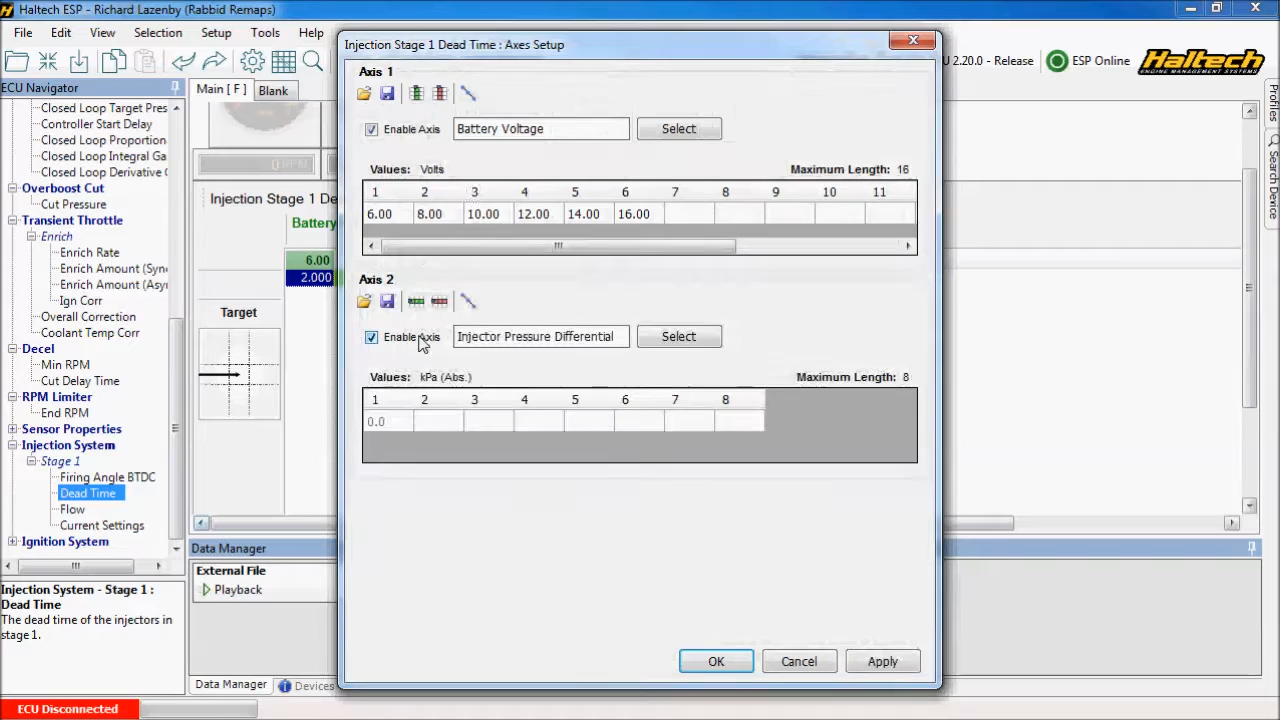 Haltech ESP - Richard Lazenby (Rabbid Remaps)
File Edit View Selection Setup Tools Help
2.20.0 - Release ESP Online Haltech
ENGINE MANAGEMENT SYSTEMS
ECU Navigator
Closed Loop Target Pres
Controller Start Delay
Closed Loop Proportion
Closed Loop Integral Ga
Closed Loop Derivative
Overboost Cut
Cut Pressure
Transient Throttle
Enrich
Enrich Rate
Enrich Amount (Syn
Enrich Amount (Asy
Ign Corr
Overall Correction
Coolant Temp Corr
Decel
Min RPM
Cut Delay Time
RPM Limiter
End RPM
Sensor Properties
Injection System
Stage 1
Firing Angle BTDC
Dead Time
Flow
Current Settings
Ignition System
Injection System - Stage 1 :
Dead Time
The dead time of the injectors in
stage 1.
Main [ F ] Blank
0 RPM
Injection Stage 1 De
Battery
6.00
2.000
Target
Data Manager
External File
Playback
Data Manager Devices
ECU Disconnected
Injection Stage 1 Dead Time : Axes Setup
Axis 1
Enable Axis Battery Voltage Select
Values: Volts Maximum Length: 16
1 2 3 4 5 6 7 8 9 10 11
6.00 8.00 10.00 12.00 14.00 16.00
Axis 2
Enable Axis Injector Pressure Differential Select
Values: kPa (Abs.) Maximum Length: 8
1 2 3 4 5 6 7 8
0.0
OK Cancel Apply
Profiles
Search Device